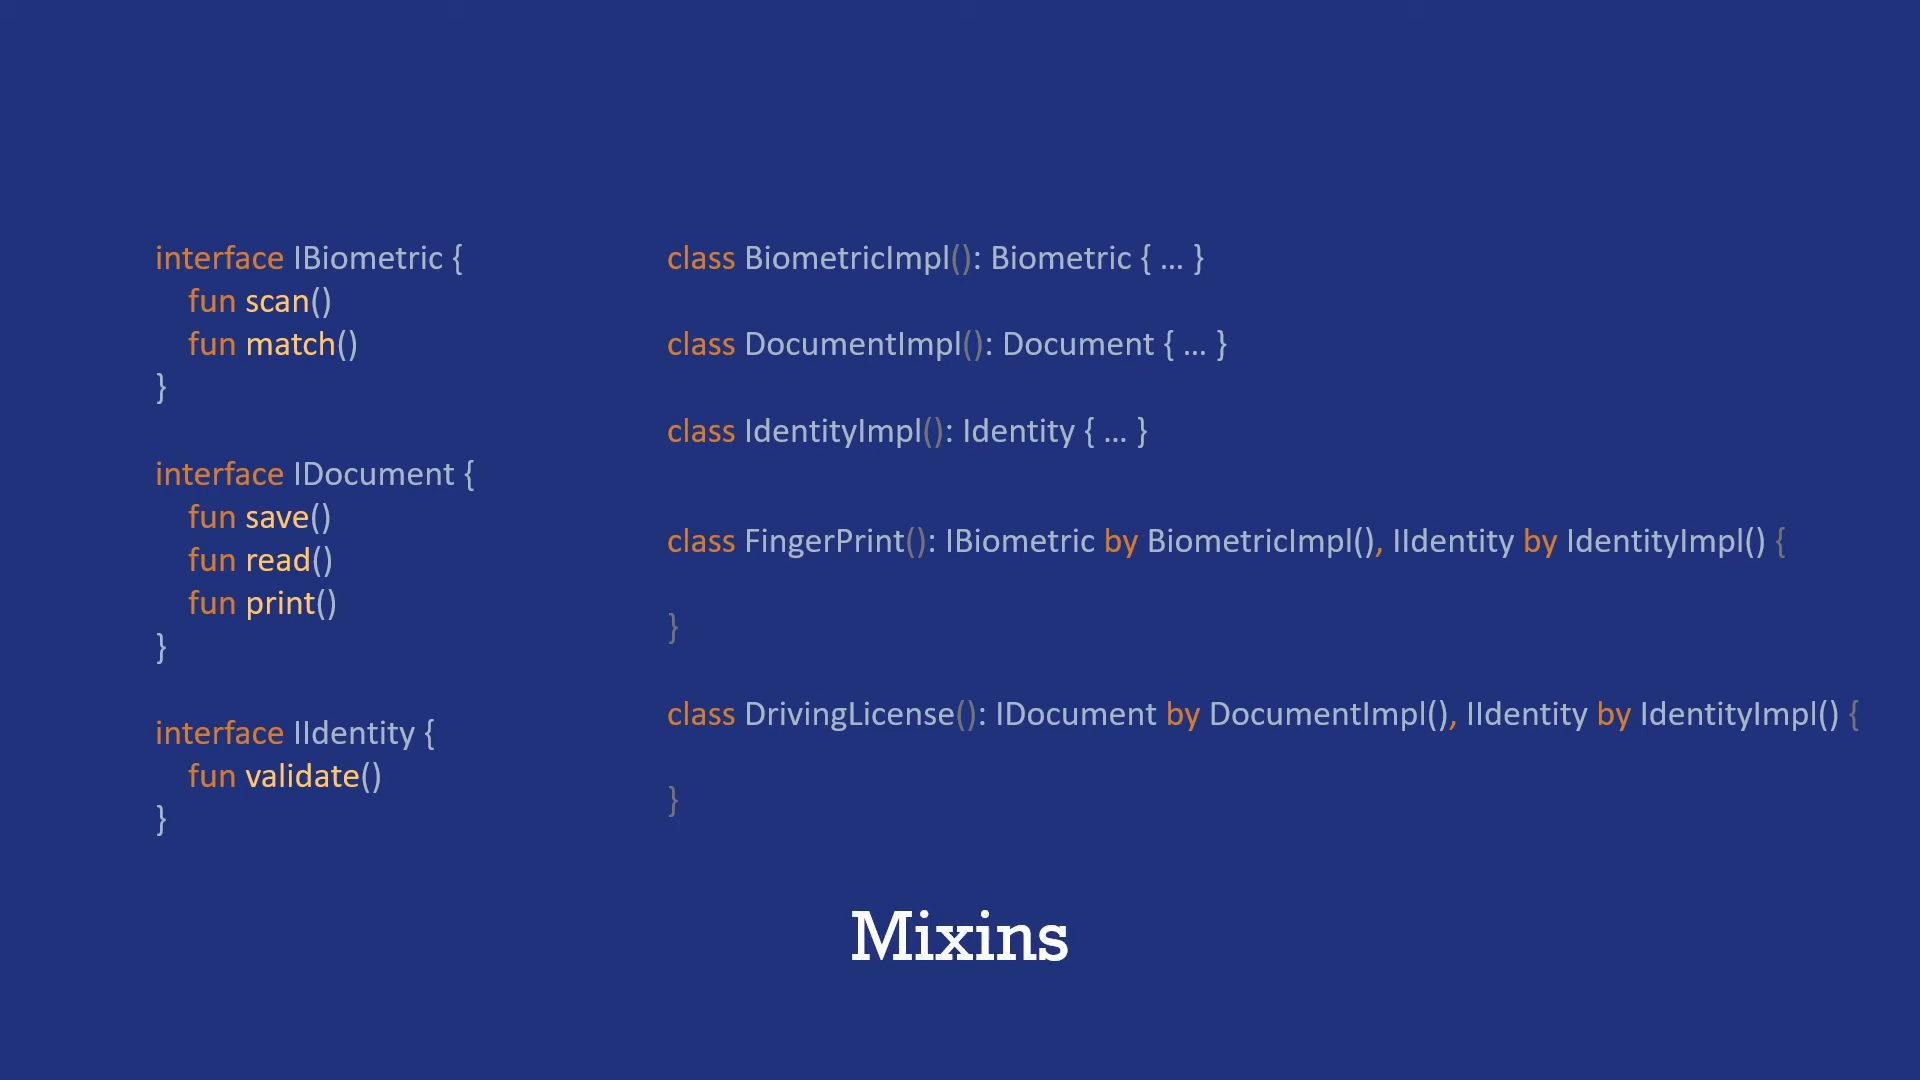 interface IBiometric {
    fun scan()
    fun match()
}
interface IDocument {
    fun save()
    fun read()
    fun print()
}
interface IIdentity {
    fun validate()
}
class BiometricImpl(): Biometric { ... }
class DocumentImpl(): Document { ... }
class IdentityImpl(): Identity { ... }
class FingerPrint(): IBiometric by BiometricImpl(), IIdentity by IdentityImpl() {
}
class DrivingLicense(): IDocument by DocumentImpl(), IIdentity by IdentityImpl() {
}
Mixins